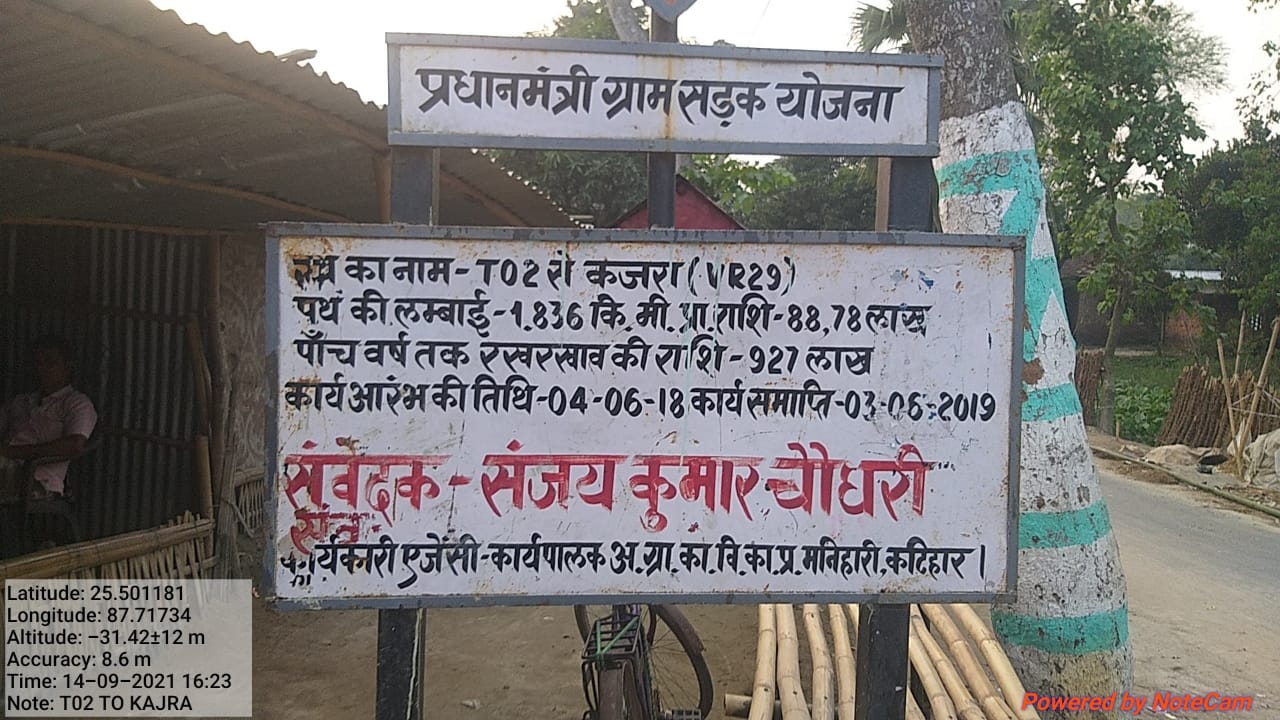 प्रधानमंत्री ग्राम सड़क योजना
पथ का नाम-T02 से कजरा (VR29)
पथ की लम्बाई-1.836 कि.मी. प्रा.राशि-88,78 लाख
पाँच वर्ष तक रखरखाव की राशि-927 लाख
कार्य आरंभ की तिथि-04-06-18 कार्य समाप्ति-03-06-2019
संवेदक-संजय कुमार चौधरी
कार्यकारी एजेंसी-कार्यपालक अ.ग्रा.का.वि.का.प्र.मनिहारी,कटिहार।
Latitude: 25.501181
Longitude: 87.71734
Altitude: –31.42±12 m
Accuracy: 8.6 m
Time: 14–09–2021 16:23
Note: T02 TO KAJRA
Powered by NoteCam